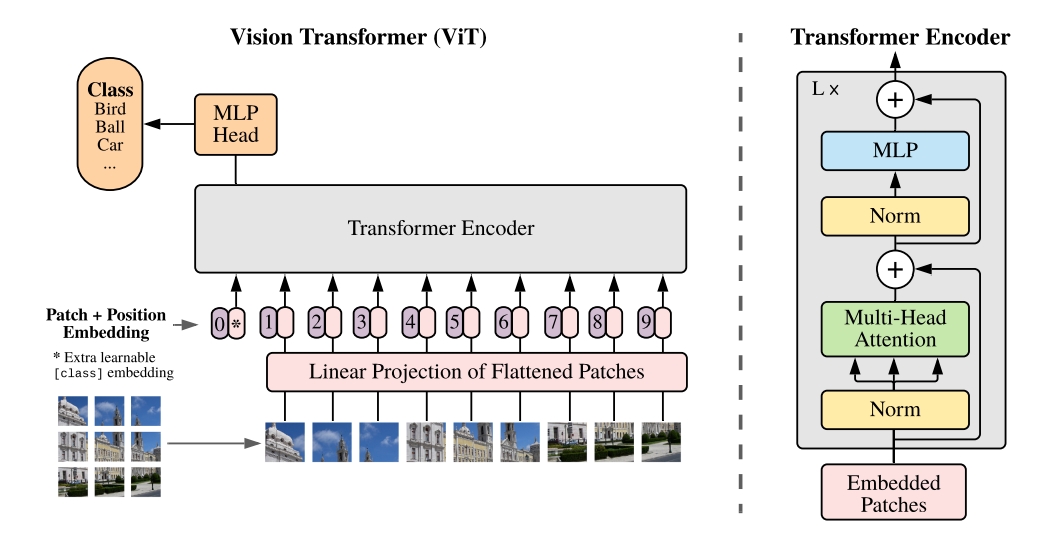 Vision Transformer (ViT)
Class
Bird
Ball
Car
...
MLP
Head
Transformer Encoder
Patch + Position
Embedding
* Extra learnable
[class] embedding
0 * 1 2 3 4 5 6 7 8 9
Linear Projection of Flattened Patches
Transformer Encoder
L ×
+
MLP
Norm
+
Multi-Head
Attention
Norm
Embedded
Patches